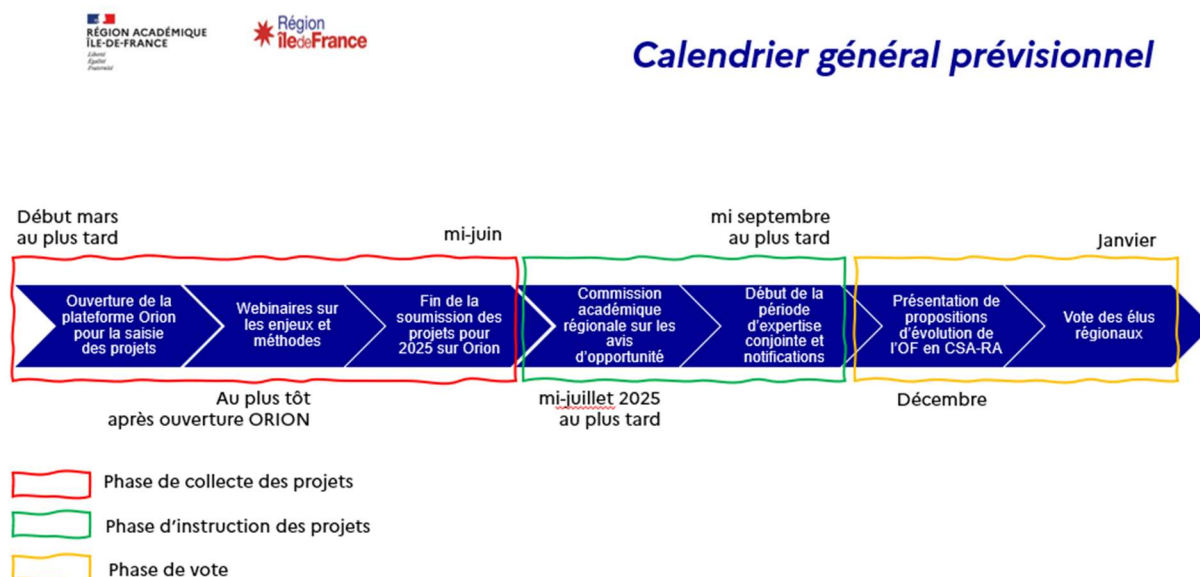 RÉGION ACADÉMIQUE
ÎLE-DE-FRANCE
Liberté
Égalité
Fraternité
Région
îledeFrance
Calendrier général prévisionnel
Début mars
au plus tard
mi-juin
mi septembre
au plus tard
Janvier
Ouverture de la
plateforme Orion
pour la saisie
des projets
Webinaires sur
les enjeux et
méthodes
Fin de la
soumission des
projets pour
2025 sur Orion
Commission
académique
régionale sur les
avis
d'opportunité
Début de la
période
d'expertise
conjointe et
notifications
Présentation de
propositions
d'évolution de
l'OF en CSA-RA
Vote des élus
régionaux
Au plus tôt
après ouverture ORION
mi-juillet 2025
au plus tard
Décembre
Phase de collecte des projets
Phase d'instruction des projets
Phase de vote